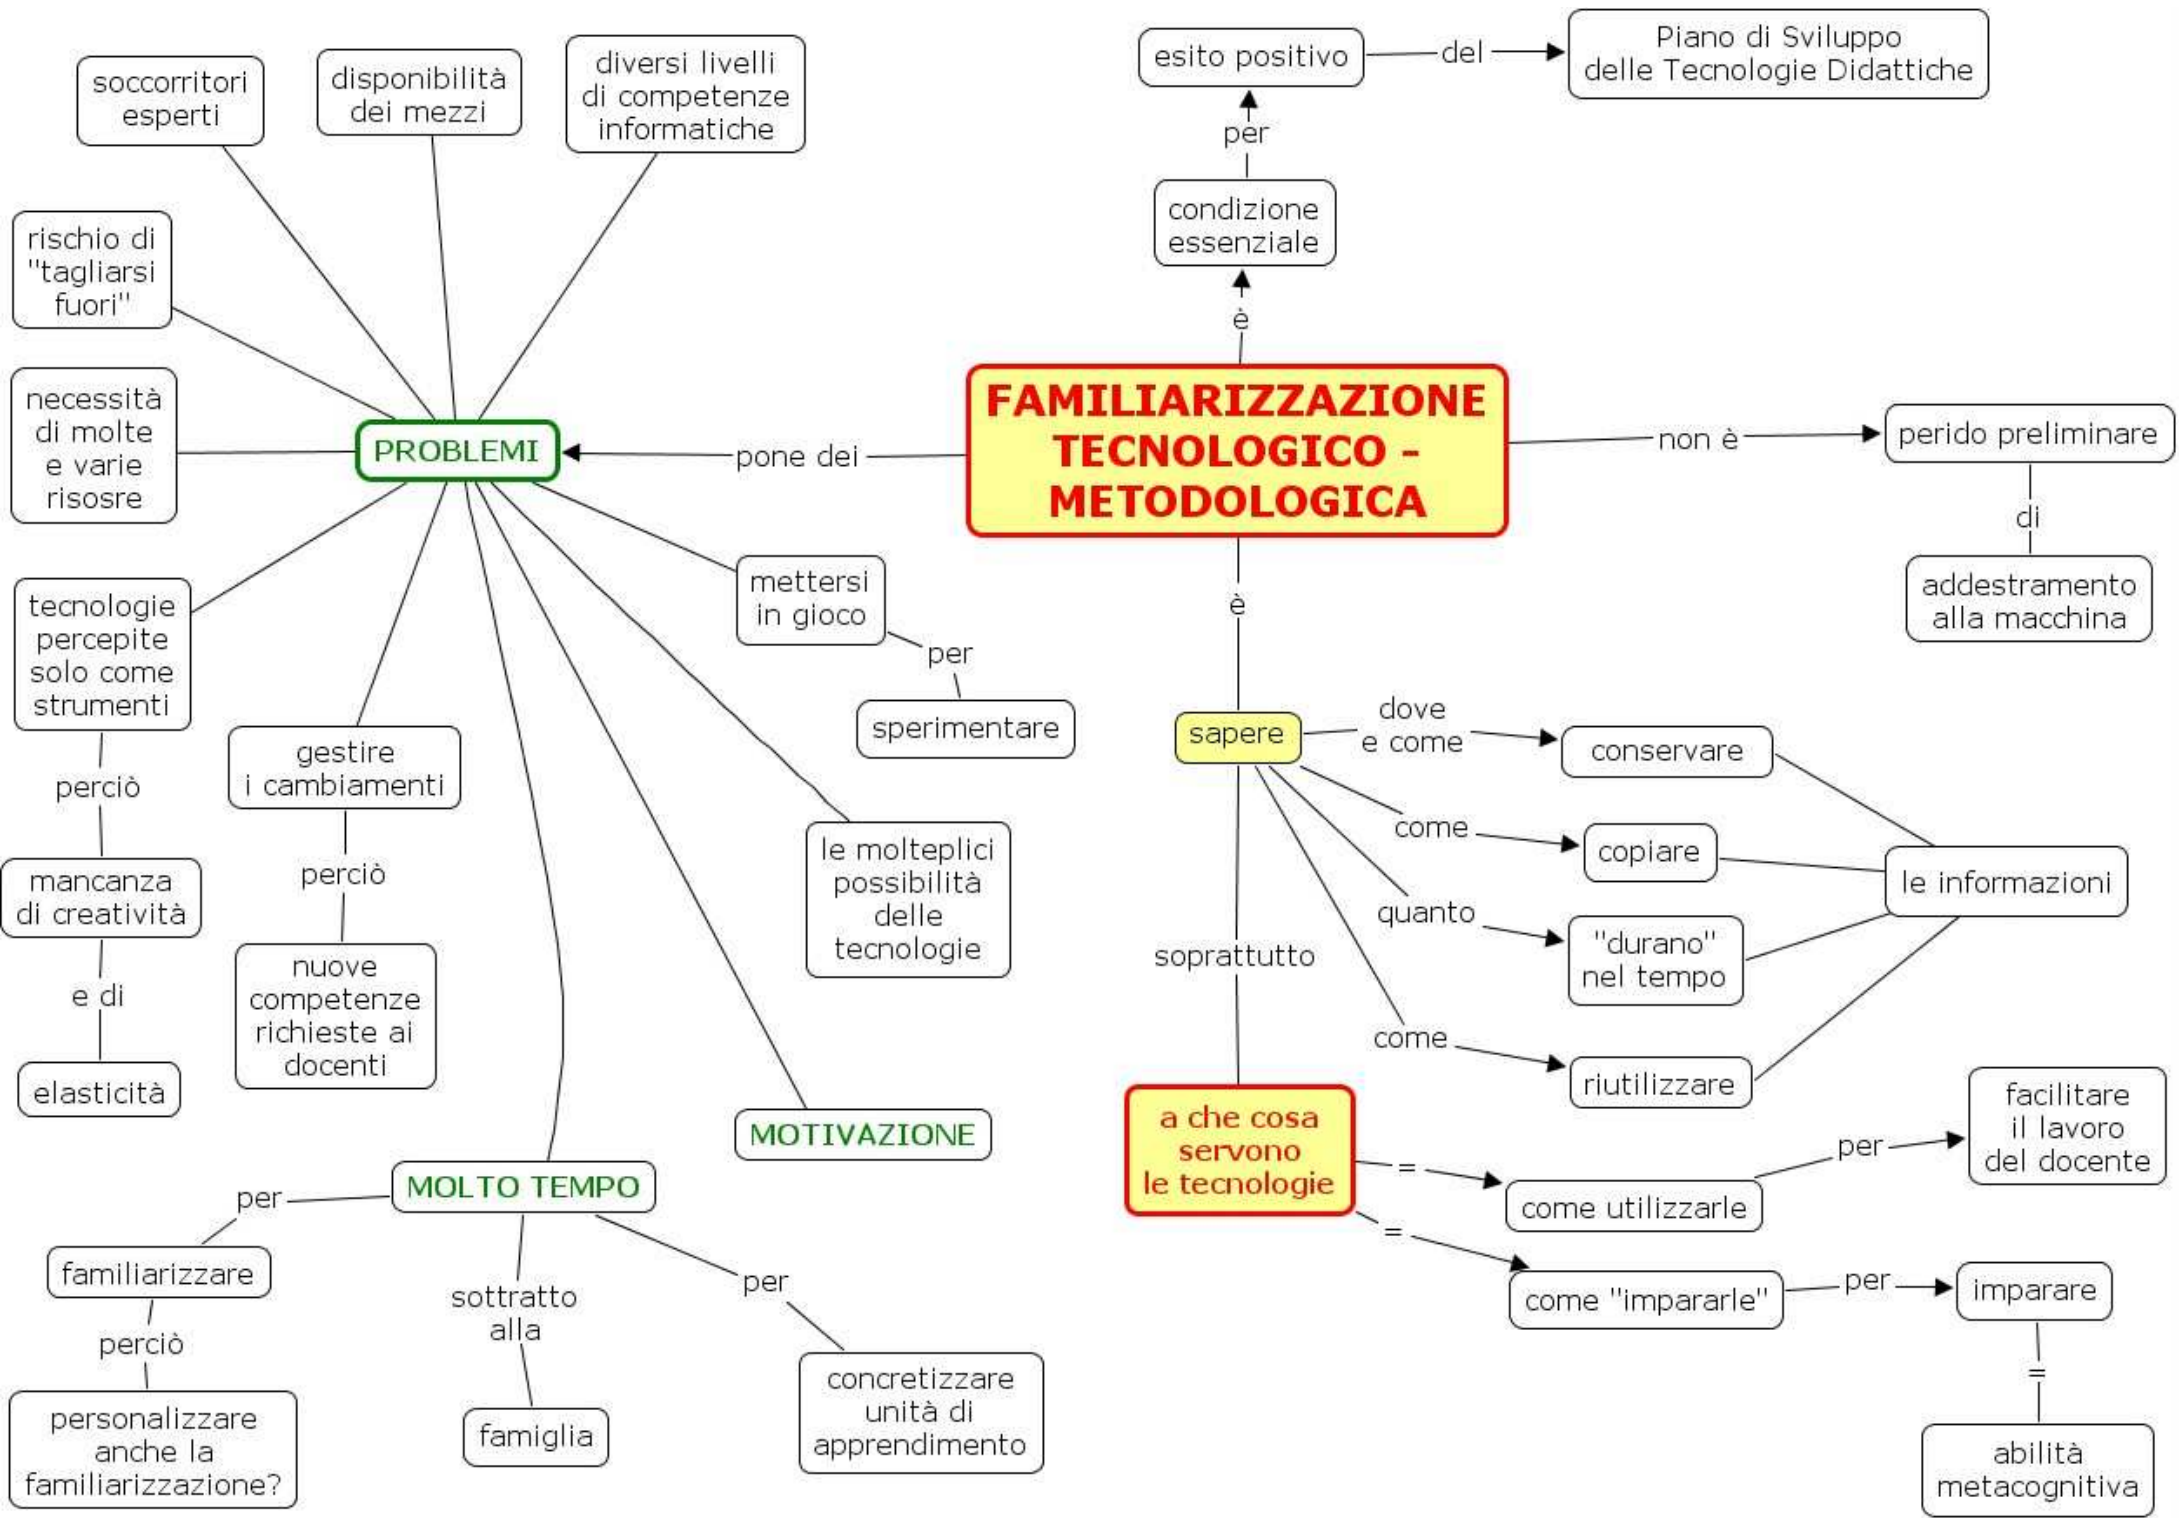 soccorritori
esperti
disponibilità
dei mezzi
diversi livelli
di competenze
informatiche
esito positivo
del
Piano di Sviluppo
delle Tecnologie Didattiche
per
condizione
essenziale
è
rischio di
"tagliarsi
fuori"
necessità
di molte
e varie
risosre
PROBLEMI
pone dei
FAMILIARIZZAZIONE
TECNOLOGICO -
METODOLOGICA
non è
perido preliminare
di
addestramento
alla macchina
è
tecnologie
percepite
solo come
strumenti
perciò
mancanza
di creatività
e di
elasticità
gestire
i cambiamenti
perciò
nuove
competenze
richieste ai
docenti
mettersi
in gioco
per
sperimentare
le molteplici
possibilità
delle
tecnologie
MOTIVAZIONE
MOLTO TEMPO
per
familiarizzare
perciò
personalizzare
anche la
familiarizzazione?
sottratto
alla
famiglia
per
concretizzare
unità di
apprendimento
sapere
dove
e come
conservare
come
copiare
quanto
"durano"
nel tempo
come
riutilizzare
le informazioni
soprattutto
a che cosa
servono
le tecnologie
=
come utilizzarle
per
facilitare
il lavoro
del docente
=
come "impararle"
per
imparare
=
abilità
metacognitiva